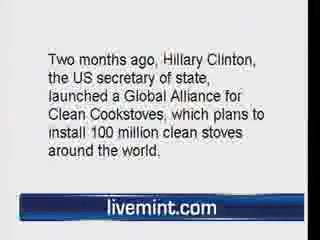 Two months ago, Hillary Clinton,
the US secretary of state,
launched a Global Alliance for
Clean Cookstoves, which plans to
install 100 million clean stoves
around the world.
livemint.com